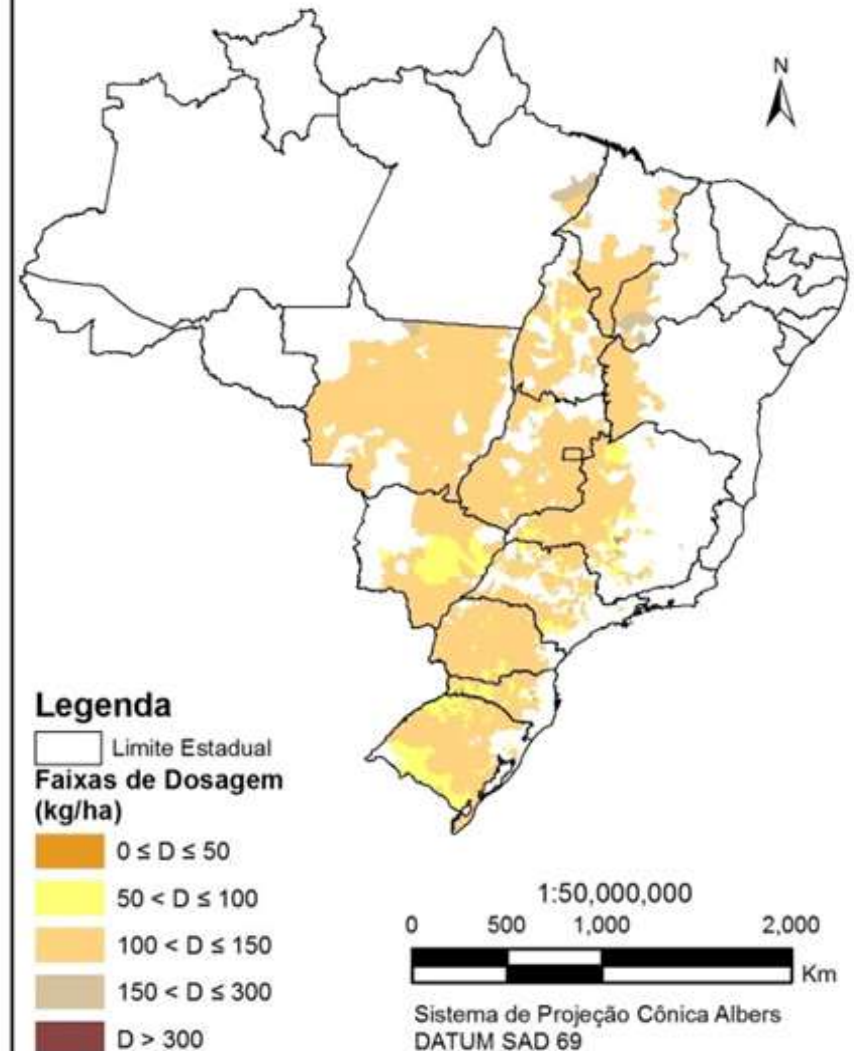 N
Legenda
Limite Estadual
Faixas de Dosagem
(kg/ha)
0 ≤ D ≤ 50
50 < D ≤ 100
100 < D ≤ 150
150 < D ≤ 300
D > 300
1:50,000,000
0 500 1,000 2,000
Km
Sistema de Projeção Cônica Albers
DATUM SAD 69